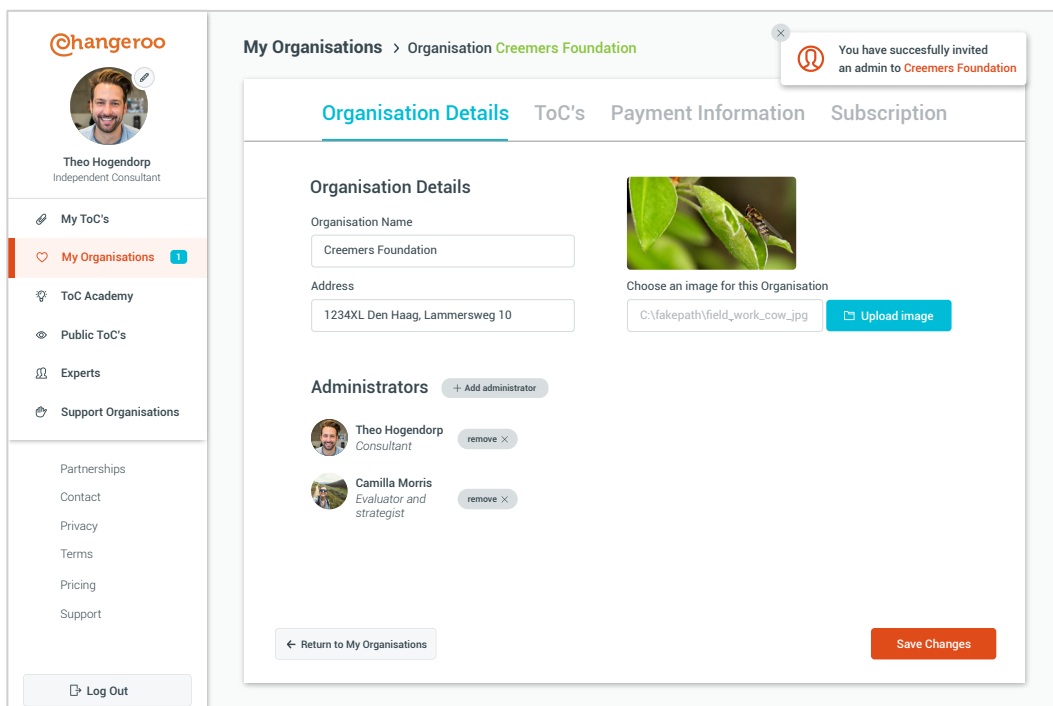 Changeroo
Theo Hogendorp
Independent Consultant
My ToC's
My Organisations 1
ToC Academy
Public ToC's
Experts
Support Organisations
Partnerships
Contact
Privacy
Terms
Pricing
Support
Log Out
My Organisations > Organisation Creemers Foundation
You have succesfully invited
an admin to Creemers Foundation
Organisation Details ToC's Payment Information Subscription
Organisation Details
Organisation Name
Creemers Foundation
Address
1234XL Den Haag, Lammersweg 10
Choose an image for this Organisation
C:\fakepath\field_work_cow_jpg
Upload image
Administrators + Add administrator
Theo Hogendorp
Consultant
remove ×
Camilla Morris
Evaluator and
strategist
remove ×
← Return to My Organisations
Save Changes